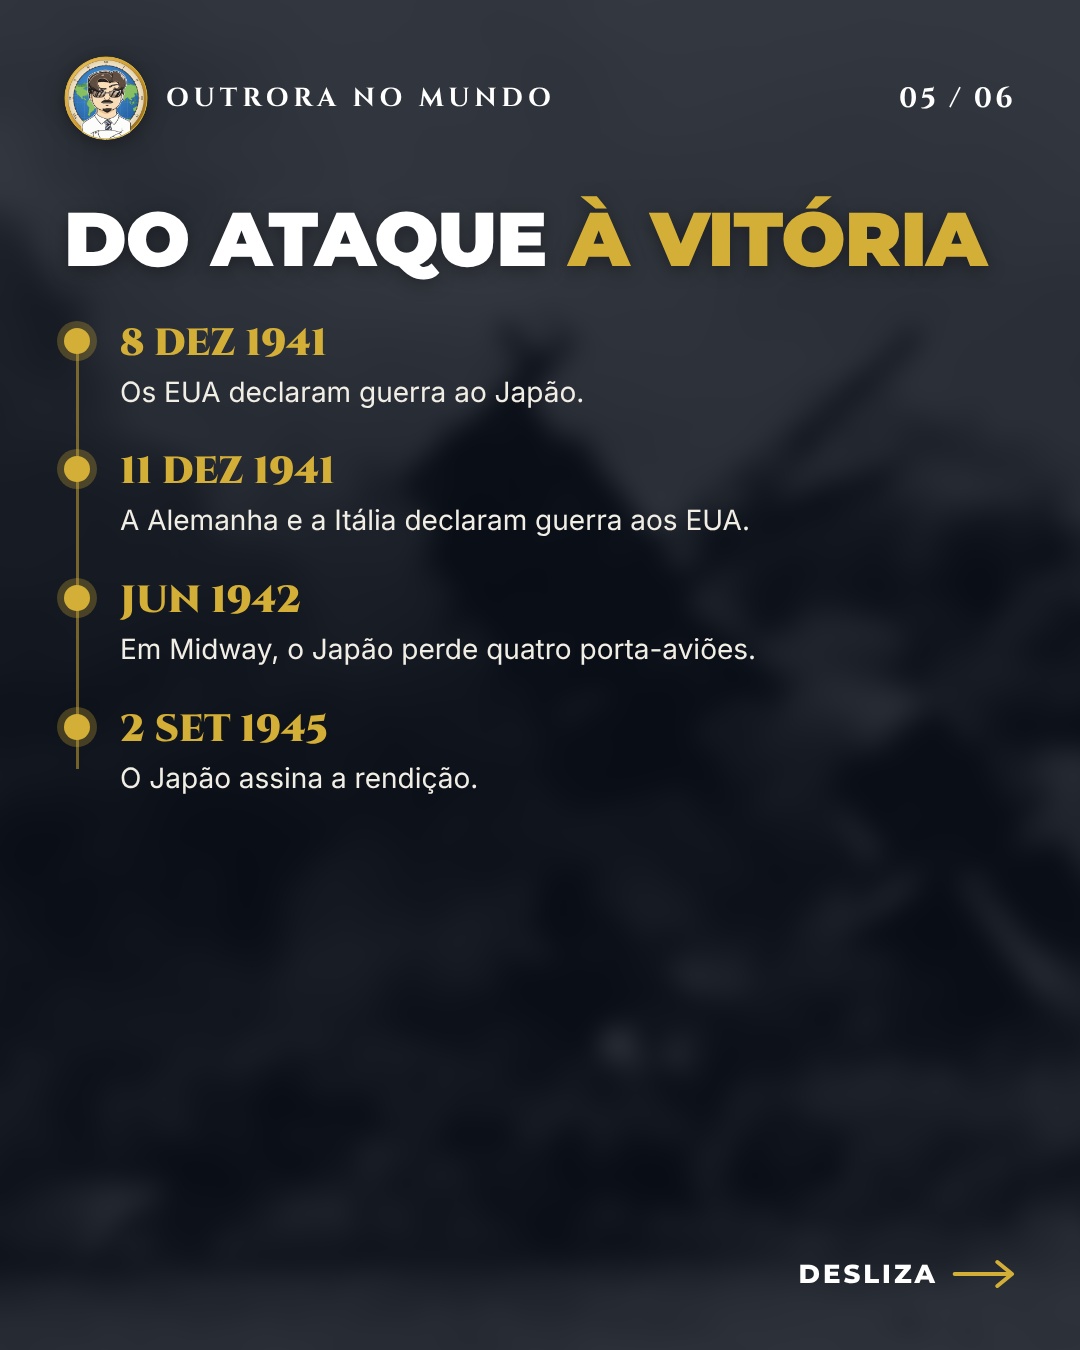 OUTRORA NO MUNDO
05 / 06
DO ATAQUE À VITÓRIA
8 DEZ 1941
Os EUA declaram guerra ao Japão.
11 DEZ 1941
A Alemanha e a Itália declaram guerra aos EUA.
JUN 1942
Em Midway, o Japão perde quatro porta-aviões.
2 SET 1945
O Japão assina a rendição.
DESLIZA